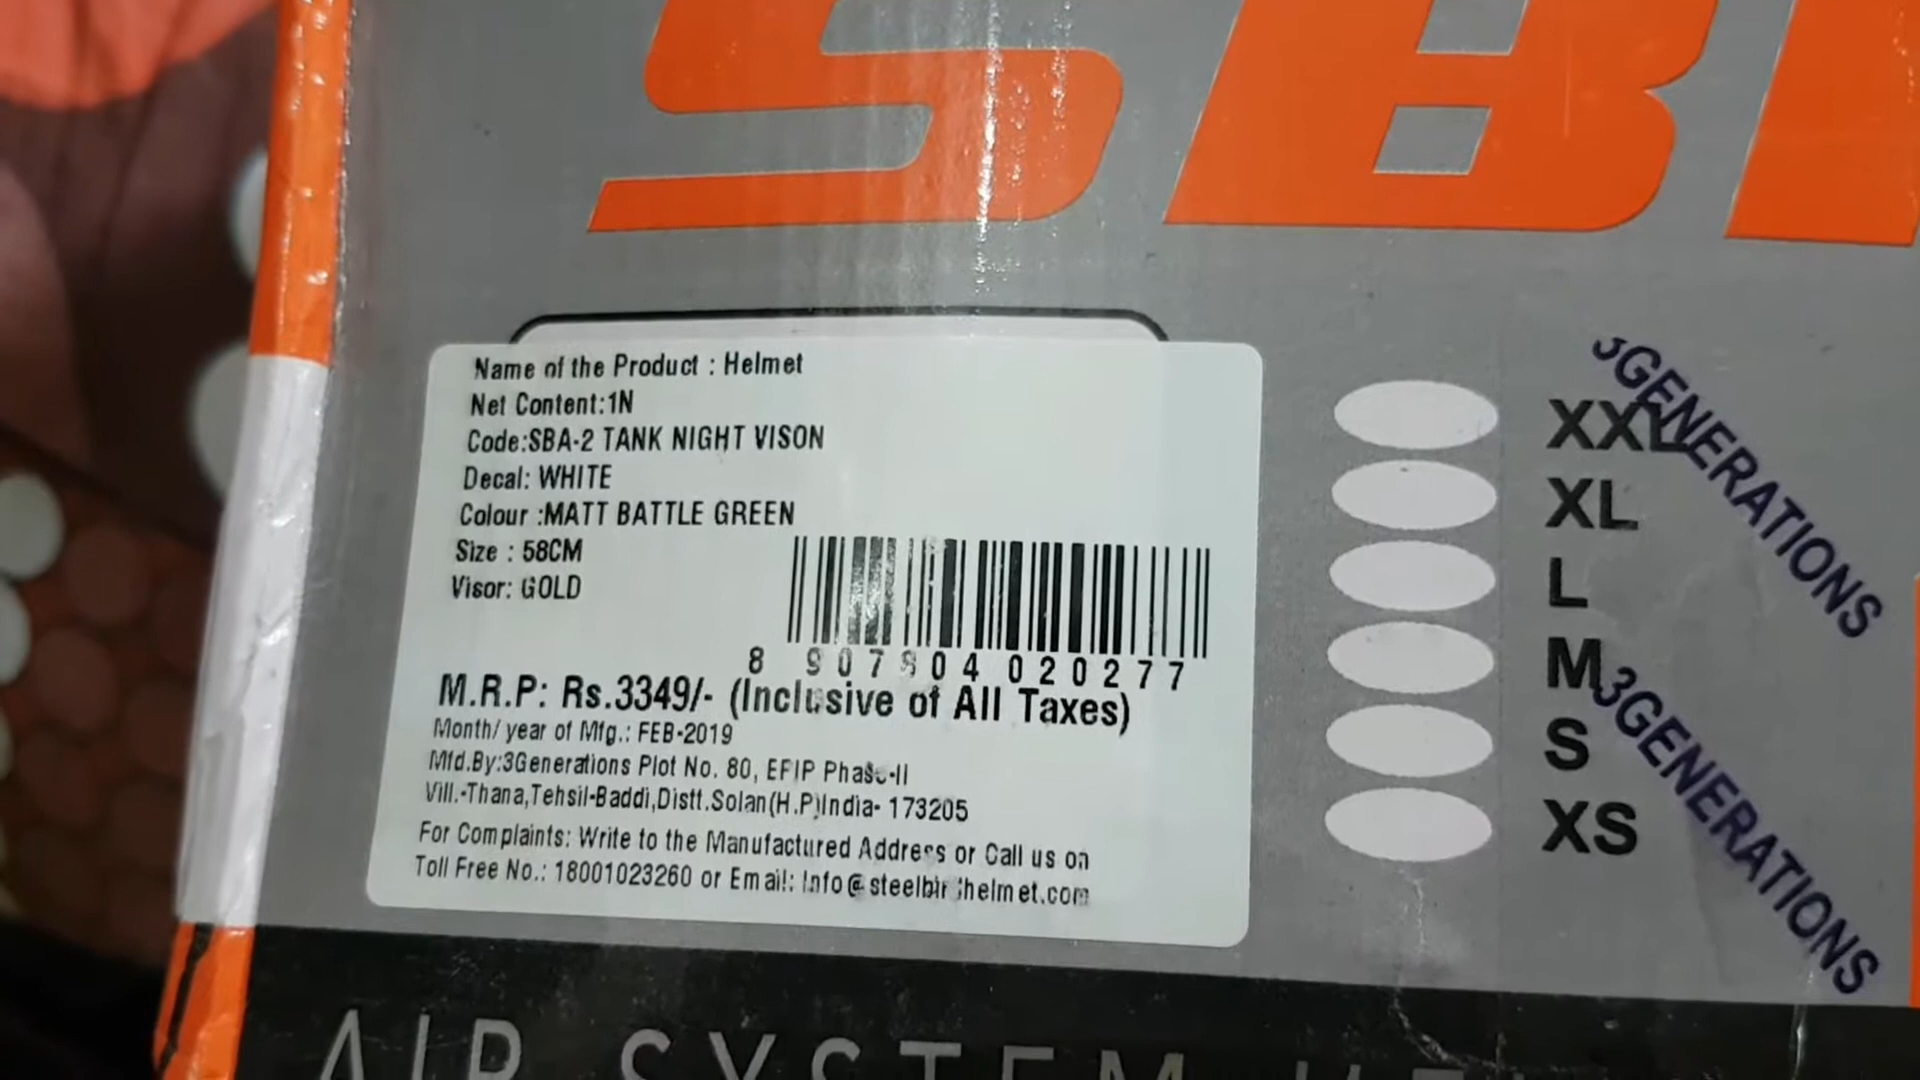 SB
Name of the Product : Helmet
Net Content:1N
Code:SBA-2 TANK NIGHT VISON
Decal: WHITE
Colour :MATT BATTLE GREEN
Size : 58CM
Visor: GOLD
8 907804 020277
M.R.P: Rs.3349/- (Inclusive of All Taxes)
Month/ year of Mfg.: FEB-2019
Mfd.By:3Generations Plot No. 80, EFIP Phase-II
Vill.-Thana,Tehsil-Baddi,Distt.Solan(H.P)India- 173205
For Complaints: Write to the Manufactured Address or Call us on
Toll Free No.: 18001023260 or Email: Info@steelbirdhelmet.com
XXL
XL
L
M
S
XS
3GENERATIONS
3GENERATIONS
AIR SYSTEM